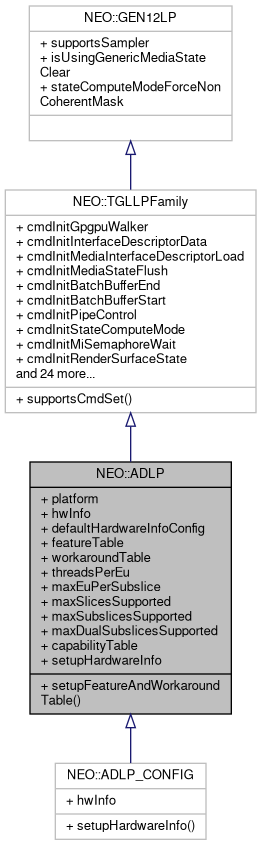 NEO::GEN12LP
+ supportsSampler
+ isUsingGenericMediaState
Clear
+ stateComputeModeForceNon
CoherentMask
NEO::TGLLPFamily
+ cmdInitGpgpuWalker
+ cmdInitInterfaceDescriptorData
+ cmdInitMediaInterfaceDescriptorLoad
+ cmdInitMediaStateFlush
+ cmdInitBatchBufferEnd
+ cmdInitBatchBufferStart
+ cmdInitPipeControl
+ cmdInitStateComputeMode
+ cmdInitMiSemaphoreWait
+ cmdInitRenderSurfaceState
and 24 more...
+ supportsCmdSet()
NEO::ADLP
+ platform
+ hwInfo
+ defaultHardwareInfoConfig
+ featureTable
+ workaroundTable
+ threadsPerEu
+ maxEuPerSubslice
+ maxSlicesSupported
+ maxSubslicesSupported
+ maxDualSubslicesSupported
+ capabilityTable
+ setupHardwareInfo
+ setupFeatureAndWorkaround
Table()
NEO::ADLP_CONFIG
+ hwInfo
+ setupHardwareInfo()